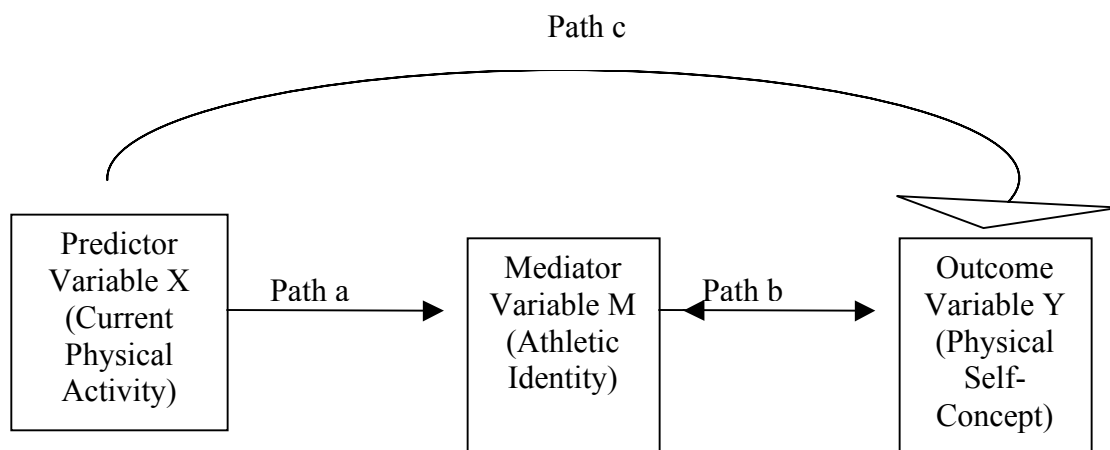 Path c
Predictor
Variable X
(Current
Physical
Activity)
Path a
Mediator
Variable M
(Athletic
Identity)
Path b
Outcome
Variable Y
(Physical
Self-
Concept)